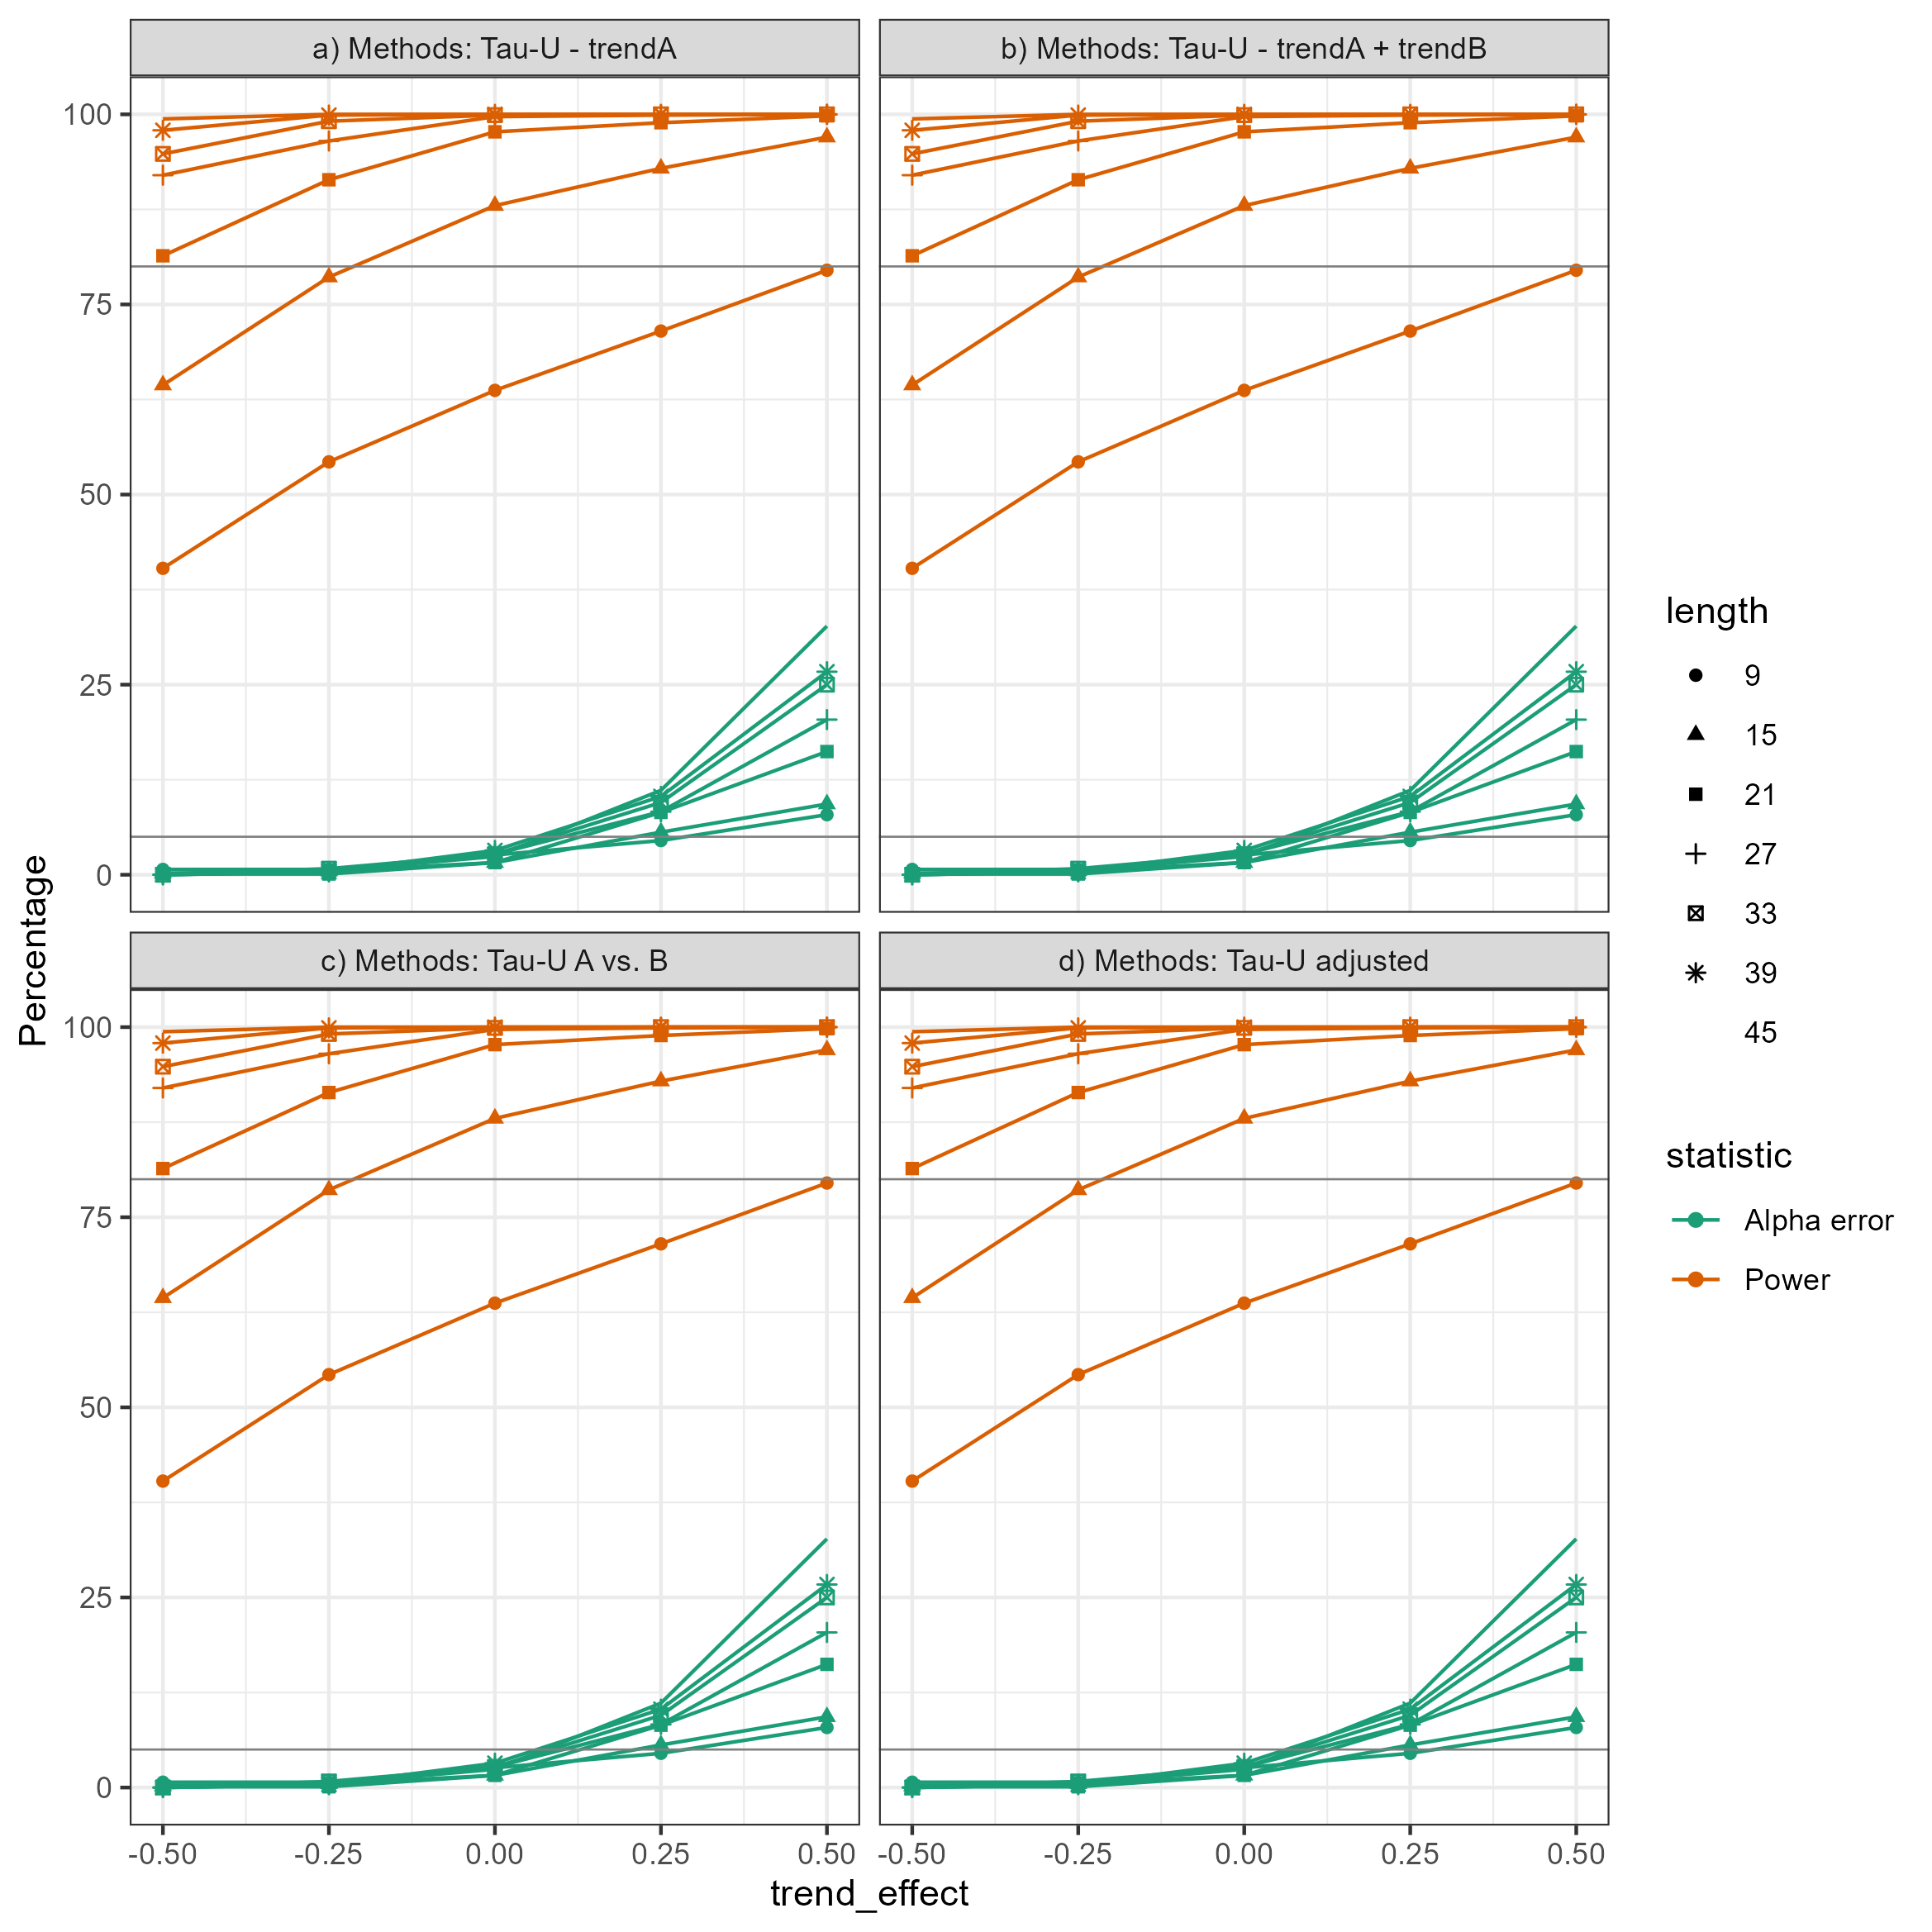 a) Methods: Tau-U - trendA
b) Methods: Tau-U - trendA + trendB
100
75
50
25
0
c) Methods: Tau-U A vs. B
d) Methods: Tau-U adjusted
100
75
50
25
0
-0.50 -0.25 0.00 0.25 0.50
-0.50 -0.25 0.00 0.25 0.50
trend_effect
Percentage
length
9
15
21
27
33
39
45
statistic
Alpha error
Power